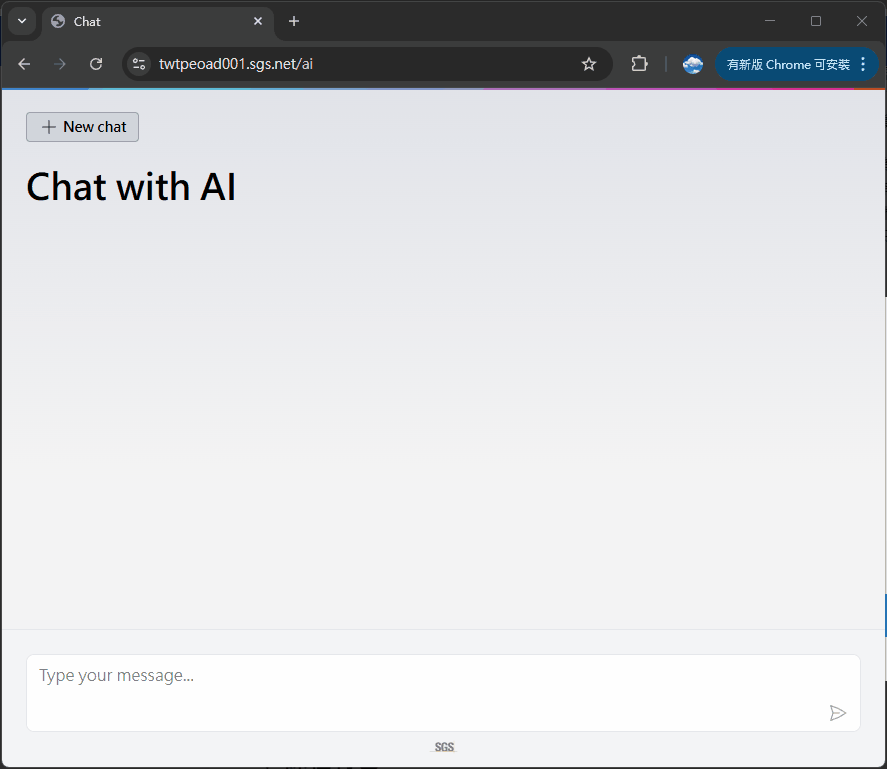 Chat
twtpeoad001.sgs.net/ai
有新版 Chrome 可安裝
New chat
Chat with AI
Type your message...
SGS